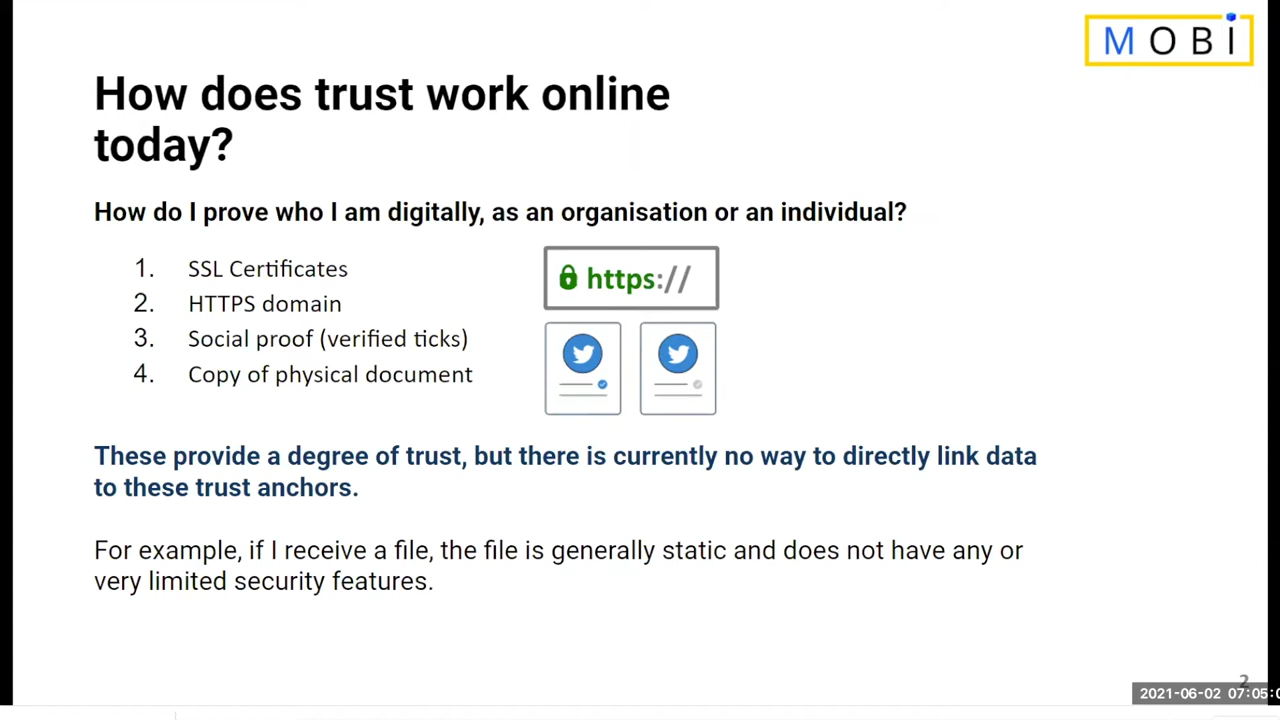 MOBI
How does trust work online
today?
How do I prove who I am digitally, as an organisation or an individual?
1. SSL Certificates
2. HTTPS domain
3. Social proof (verified ticks)
4. Copy of physical document
https://
These provide a degree of trust, but there is currently no way to directly link data
to these trust anchors.
For example, if I receive a file, the file is generally static and does not have any or
very limited security features.
2
2021-06-02 07:05: